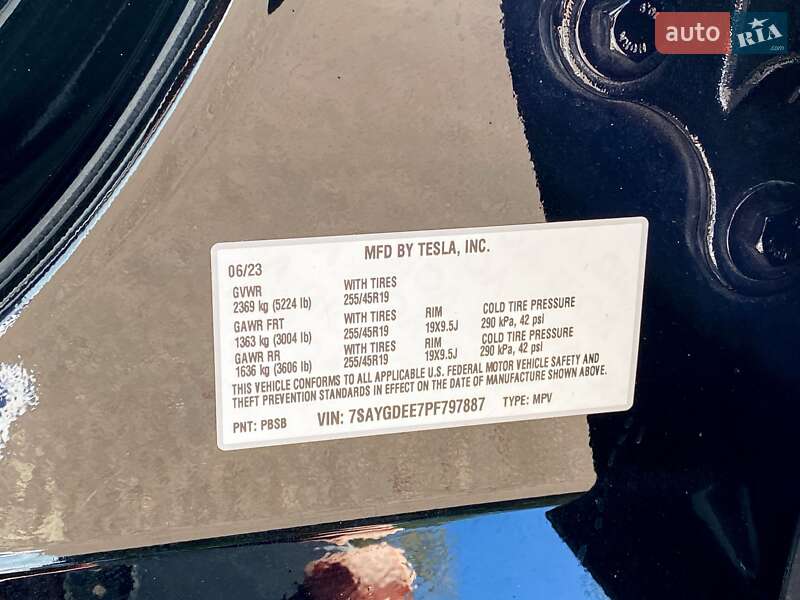 auto RIA
.com
MFD BY TESLA, INC.
06/23
GVWR WITH TIRES
2369 kg (5224 lb) 255/45R19
GAWR FRT WITH TIRES RIM COLD TIRE PRESSURE
1363 kg (3004 lb) 255/45R19 19X9.5J 290 kPa, 42 psi
GAWR RR WITH TIRES RIM COLD TIRE PRESSURE
1636 kg (3606 lb) 255/45R19 19X9.5J 290 kPa, 42 psi
THIS VEHICLE CONFORMS TO ALL APPLICABLE U.S. FEDERAL MOTOR VEHICLE SAFETY AND
THEFT PREVENTION STANDARDS IN EFFECT ON THE DATE OF MANUFACTURE SHOWN ABOVE.
PNT: PBSB VIN: 7SAYGDEE7PF797887 TYPE: MPV